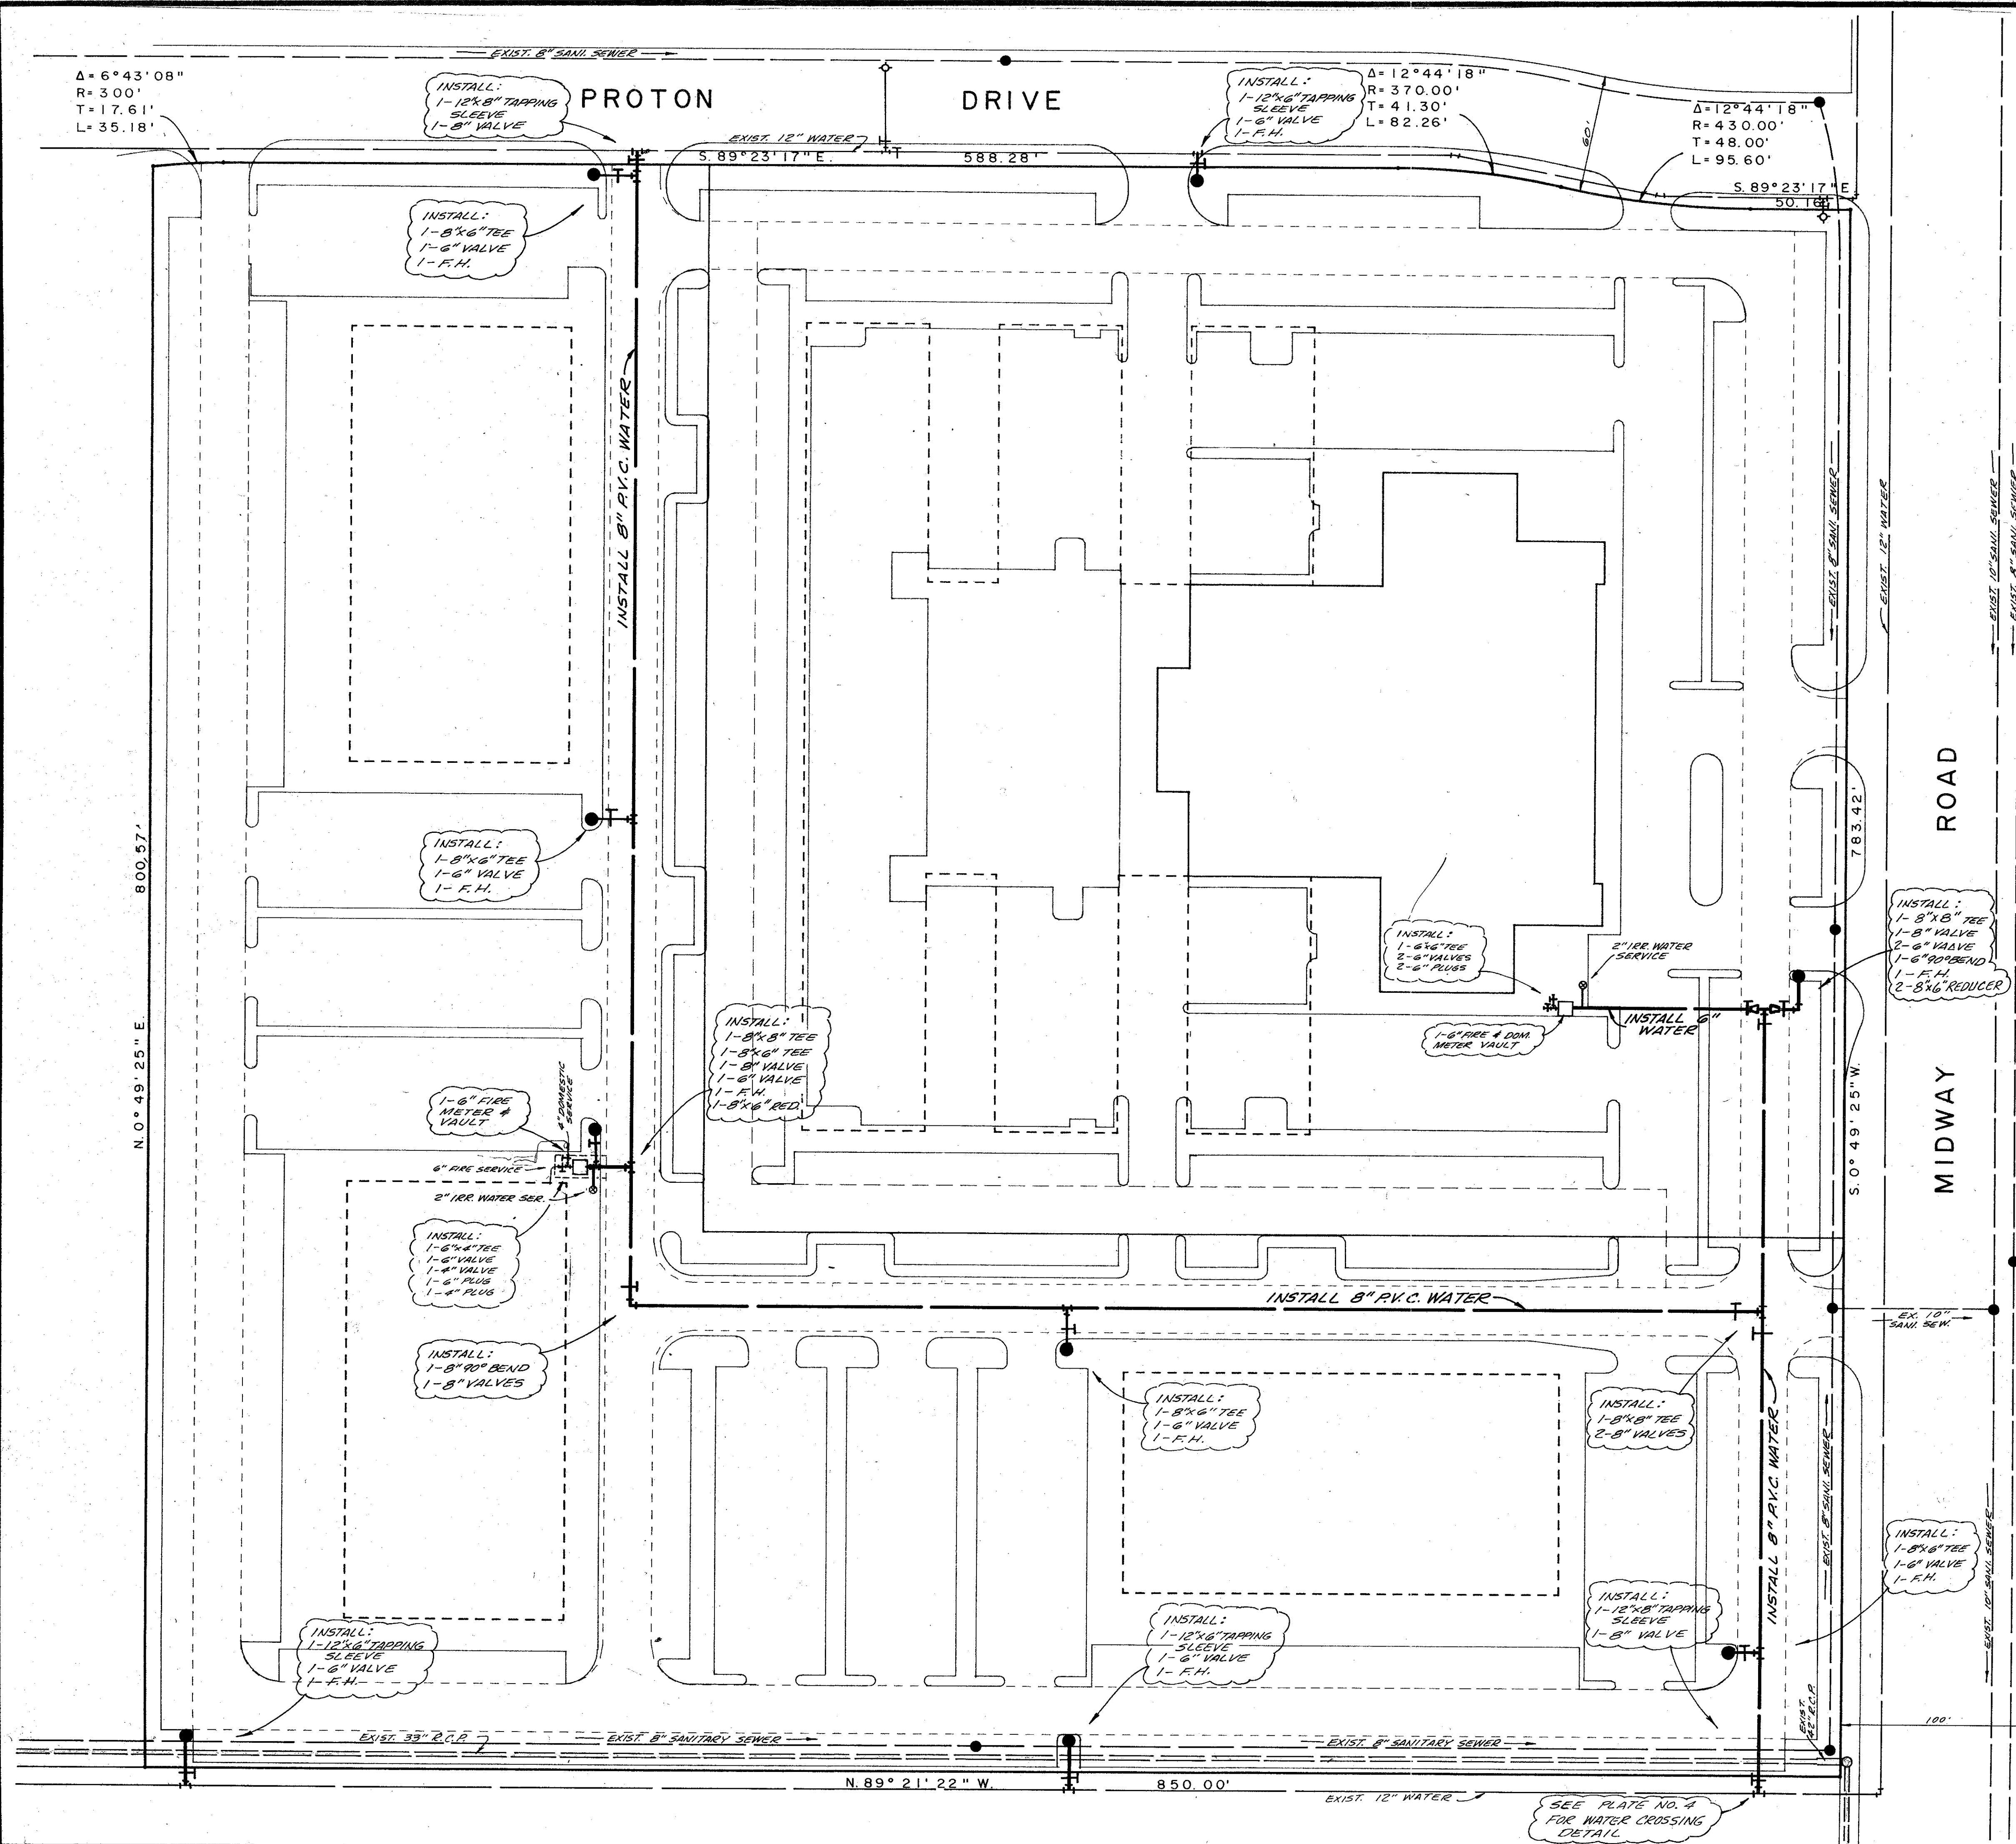 EXIST. 8" SANI. SEWER
Δ= 6°43'08"
R= 300'
T= 17.61'
L= 35.18'
INSTALL:
1-12"X8" TAPPING
SLEEVE
1-8" VALVE
PROTON DRIVE
INSTALL:
1-12"X6" TAPPING
SLEEVE
1-6" VALVE
1-F.H.
Δ= 12°44'18"
R= 370.00'
T= 41.30'
L= 82.26'
60'
Δ=12°44'18"
R= 430.00'
T= 48.00'
L= 95.60'
EXIST. 12" WATER
S. 89°23'17" E. 588.28'
S. 89°23'17" E
50.16'
INSTALL:
1-8"X6" TEE
1-6" VALVE
1-F.H.
INSTALL 8" P.V.C. WATER
EXIST. 8" SANI. SEWER
EXIST. 12" WATER
EXIST. 10" SANI. SEWER
EXIST. 8" SANI. SEWER
MIDWAY ROAD
783.42'
S. 0° 49' 25" W.
800.57'
N. 0° 49' 25" E.
INSTALL:
1-8"X6" TEE
1-6" VALVE
1-F.H.
INSTALL:
1-8"X8" TEE
1-8" VALVE
2-6" VAΔVE
1-6" 90° BEND
1-F.H.
2-8"X6" REDUCER
INSTALL:
1-6"X6" TEE
2-6" VALVES
2-6" PLUGS
2" IRR. WATER
SERVICE
INSTALL 6"
WATER
1-6" FIRE & DOM.
METER VAULT
INSTALL:
1-8"X8" TEE
1-8"X6" TEE
1-8" VALVE
1-6" VALVE
1-F.H.
1-8"X6" RED.
1-6" FIRE
METER &
VAULT
4" DOMESTIC
SERVICE
6" FIRE SERVICE
2" IRR. WATER SER.
INSTALL:
1-6"X4" TEE
1-6" VALVE
1-4" VALVE
1-6" PLUG
1-4" PLUG
INSTALL 8" P.V.C. WATER
EX. 10"
SANI. SEW.
INSTALL:
1-8" 90° BEND
1-8" VALVES
INSTALL:
1-8"X6" TEE
1-6" VALVE
1-F.H.
INSTALL:
1-8"X8" TEE
2-8" VALVES
INSTALL 8" P.V.C. WATER
EXIST. 8" SANI. SEWER
EXIST. 10" SANI. SEWER
INSTALL:
1-8"X6" TEE
1-6" VALVE
1-F.H.
INSTALL:
1-12"X6" TAPPING
SLEEVE
1-6" VALVE
1-F.H.
INSTALL:
1-12"X6" TAPPING
SLEEVE
1-6" VALVE
1-F.H.
INSTALL:
1-12"X8" TAPPING
SLEEVE
1-8" VALVE
EXIST.
42" R.C.P.
100'
EXIST. 33" R.C.P.
EXIST. 8" SANITARY SEWER
EXIST. 8" SANITARY SEWER
N. 89° 21' 22" W. 850.00'
EXIST. 12" WATER
SEE PLATE NO. 4
FOR WATER CROSSING
DETAIL